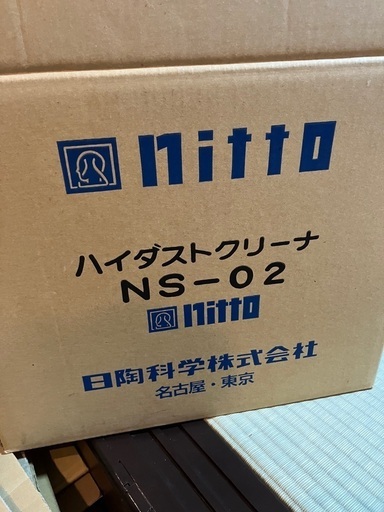 nitto
ハイダストクリーナ
NS-02
nitto
日陶科学株式会社
名古屋・東京